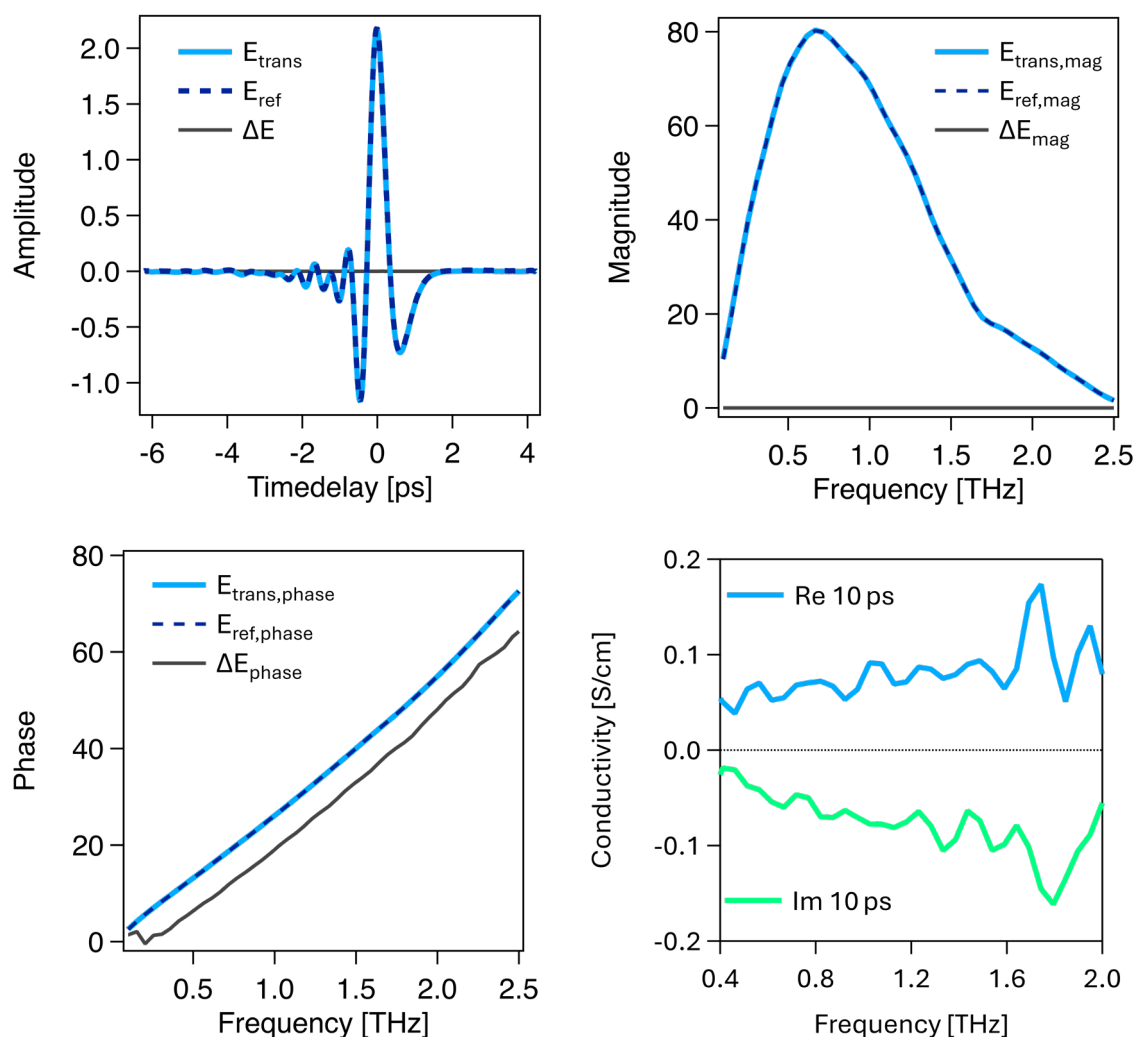 2.0
1.5
1.0
0.5
0.0
-0.5
-1.0
Amplitude
E_trans
E_ref
ΔE
-6 -4 -2 0 2 4
Timedelay [ps]
80
60
40
20
0
Magnitude
E_trans,mag
E_ref,mag
ΔE_mag
0.5 1.0 1.5 2.0 2.5
Frequency [THz]
80
60
40
20
0
Phase
E_trans,phase
E_ref,phase
ΔE_phase
0.5 1.0 1.5 2.0 2.5
Frequency [THz]
0.2
0.1
0.0
-0.1
-0.2
Conductivity [S/cm]
Re 10 ps
Im 10 ps
0.4 0.8 1.2 1.6 2.0
Frequency [THz]